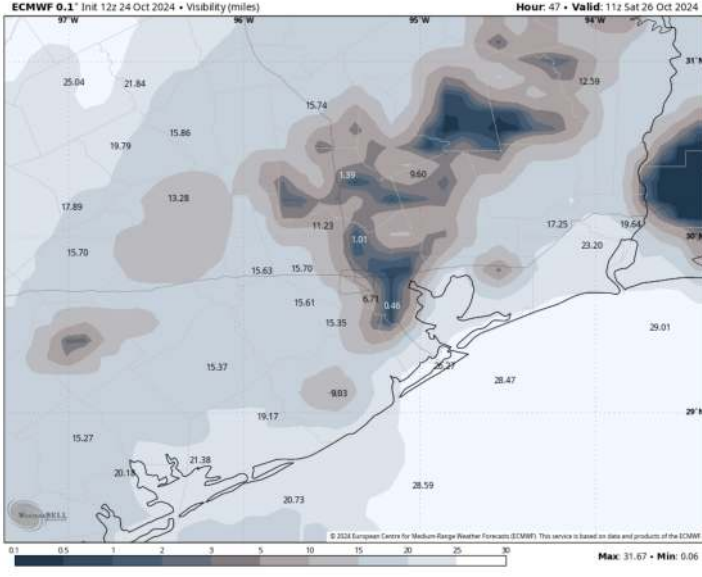 ECMWF 0.1° Init 12z 24 Oct 2024 • Visibility (miles)
Hour: 47 • Valid: 11z Sat 26 Oct 2024
97°W 96°W 95°W 94°W
31°N
25.04 21.84 12.59
15.74
15.86
19.79
1.39 9.60
13.28
17.89
11.23 17.25 19.64
30°N
1.01
23.20
15.70
15.63 15.70
15.61 6.71 0.46
15.35
29.01
15.37 26.27
28.47
9.03
29°N
19.17
15.27
21.38
20.18
28.59
20.73
WeatherBELL
© 2024 European Centre for Medium-Range Weather Forecasts (ECMWF). This service is based on data and products of the ECMWF
0.1 0.5 1 2 3 5 10 15 20 25 30
Max: 31.67 • Min: 0.06